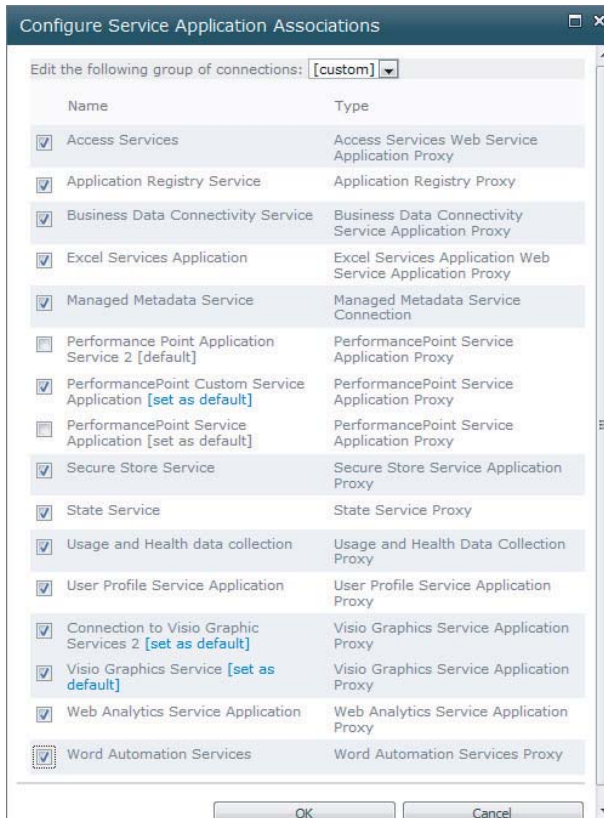 Configure Service Application Associations
Edit the following group of connections: [custom]
Name Type
Access Services Access Services Web Service
Application Proxy
Application Registry Service Application Registry Proxy
Business Data Connectivity Service Business Data Connectivity
Service Application Proxy
Excel Services Application Excel Services Application Web
Service Application Proxy
Managed Metadata Service Managed Metadata Service
Connection
Performance Point Application PerformancePoint Service
Service 2 [default] Application Proxy
PerformancePoint Custom Service PerformancePoint Service
Application [set as default] Application Proxy
PerformancePoint Service PerformancePoint Service
Application [set as default] Application Proxy
Secure Store Service Secure Store Service Application
Proxy
State Service State Service Proxy
Usage and Health data collection Usage and Health Data Collection
Proxy
User Profile Service Application User Profile Service Application
Proxy
Connection to Visio Graphic Visio Graphics Service Application
Services 2 [set as default] Proxy
Visio Graphics Service [set as Visio Graphics Service Application
default] Proxy
Web Analytics Service Application Web Analytics Service Application
Proxy
Word Automation Services Word Automation Services Proxy
OK Cancel